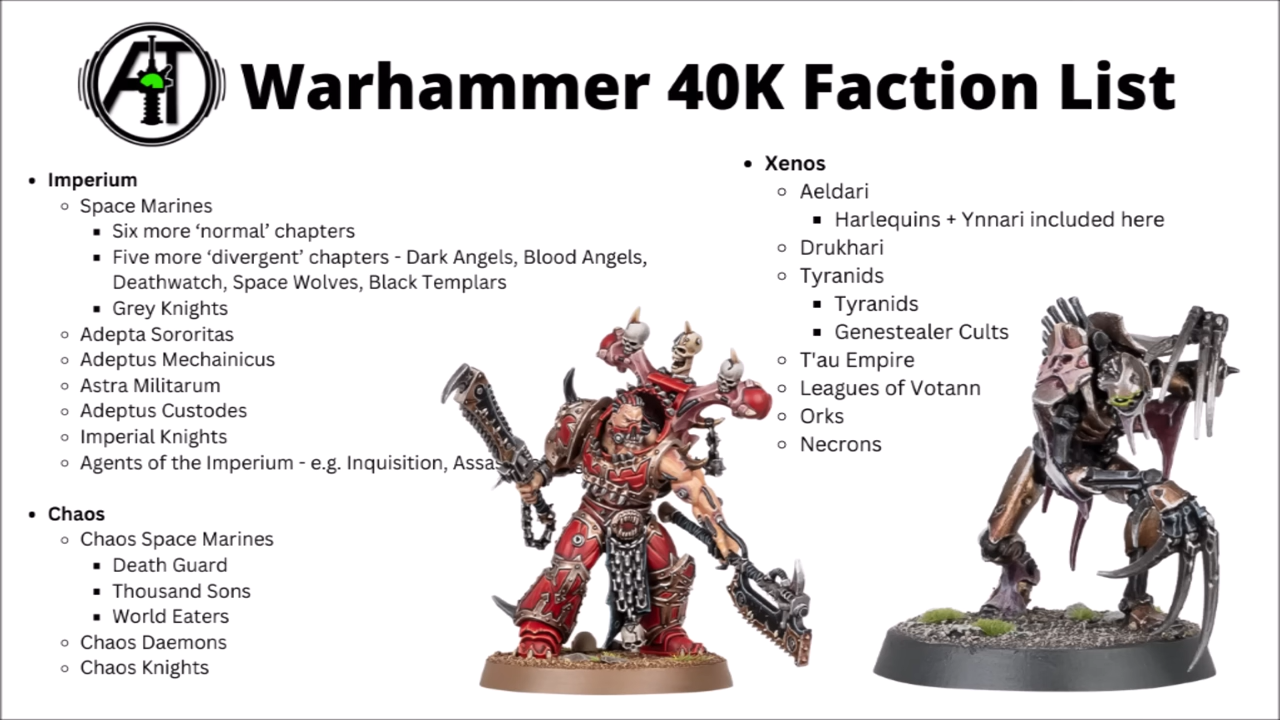 AT
Warhammer 40K Faction List
Imperium
Space Marines
Six more ‘normal’ chapters
Five more ‘divergent’ chapters - Dark Angels, Blood Angels,
Deathwatch, Space Wolves, Black Templars
Grey Knights
Adepta Sororitas
Adeptus Mechainicus
Astra Militarum
Adeptus Custodes
Imperial Knights
Agents of the Imperium - e.g. Inquisition,
Chaos
Chaos Space Marines
Death Guard
Thousand Sons
World Eaters
Chaos Daemons
Chaos Knights
Xenos
Aeldari
Harlequins + Ynnari included here
Drukhari
Tyranids
Tyranids
Genestealer Cults
T'au Empire
Leagues of Votann
Orks
Necrons